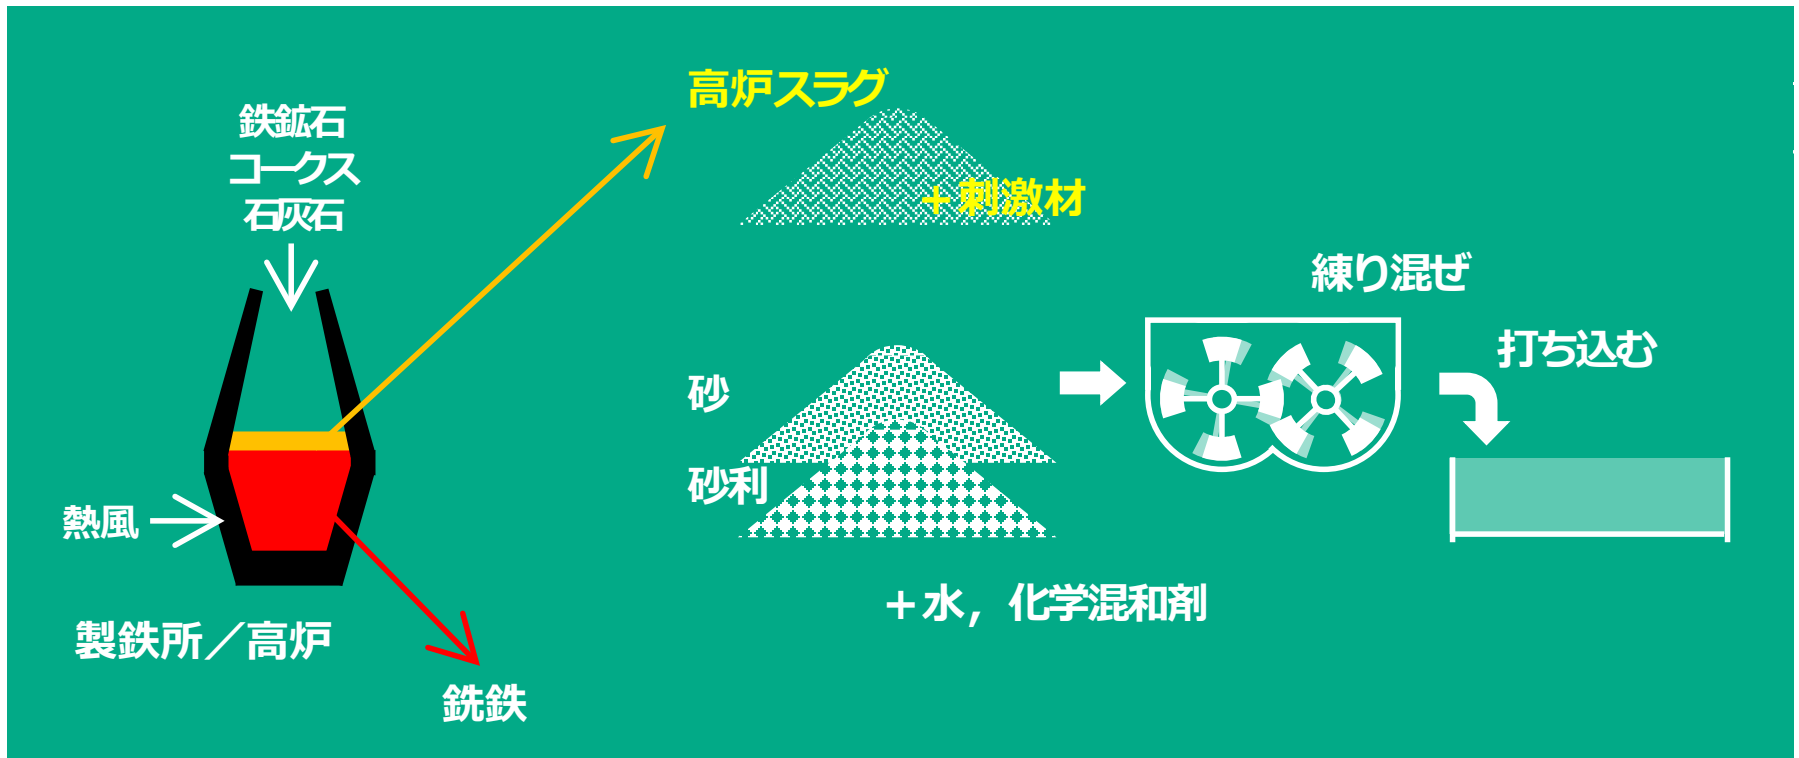 鉄鉱石
コークス
石灰石
熱風
製鉄所／高炉
銑鉄
高炉スラグ
＋刺激材
砂
砂利
＋水，化学混和剤
練り混ぜ
打ち込む